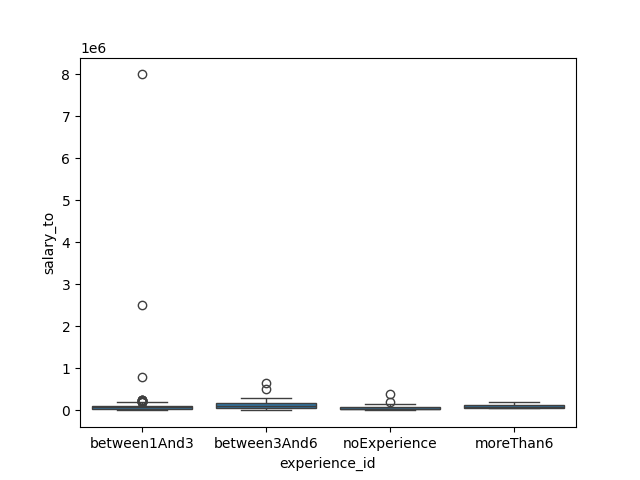 1e6
8
7
6
5
4
3
2
1
0
salary_to
between1And3 between3And6 noExperience moreThan6
experience_id